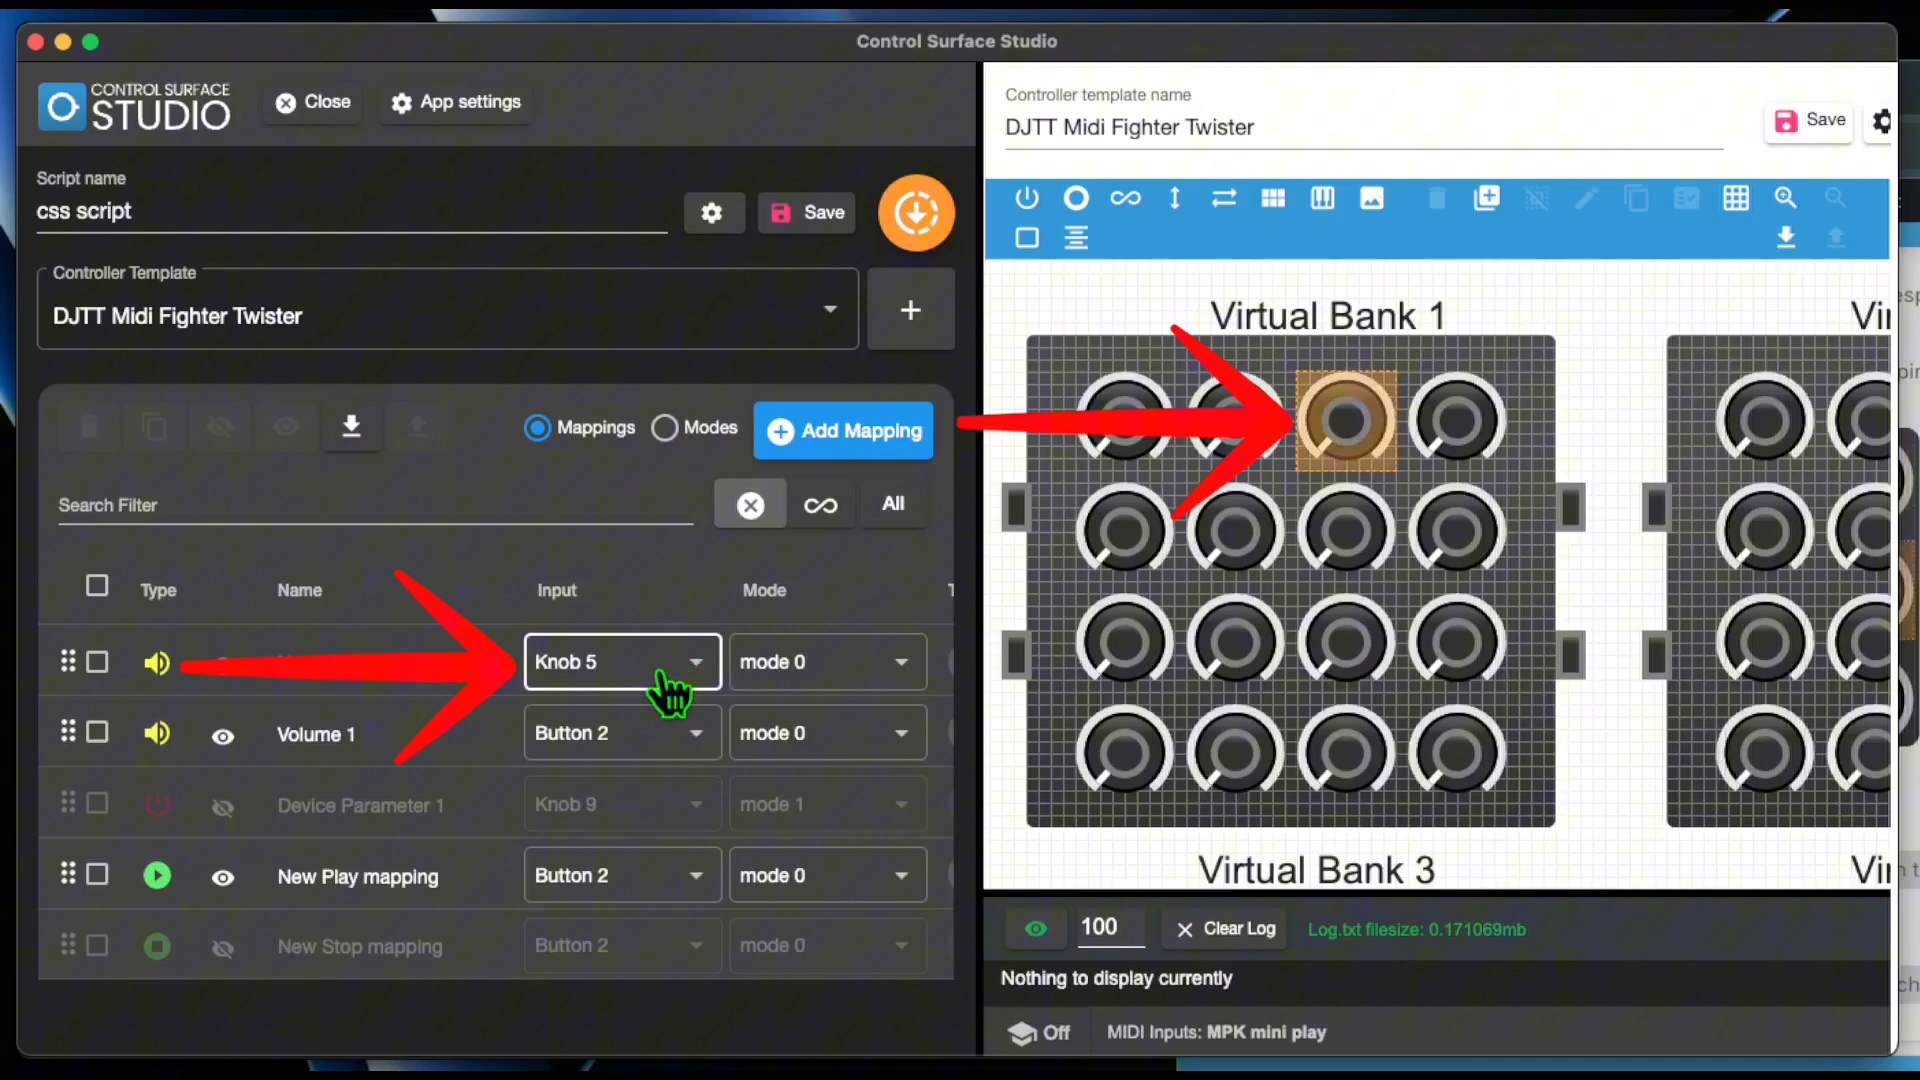 Control Surface Studio
CONTROL SURFACE
STUDIO
Close
App settings
Script name
css script
Save
Controller Template
DJTT Midi Fighter Twister
+
Mappings
Modes
Add Mapping
Search Filter
All
Type
Name
Input
Mode
Knob 5
mode 0
Volume 1
Button 2
mode 0
Device Parameter 1
Knob 9
mode 1
New Play mapping
Button 2
mode 0
New Stop mapping
Button 2
mode 0
Controller template name
DJTT Midi Fighter Twister
Save
Virtual Bank 1
Virtual Bank 3
100
Clear Log
Log.txt filesize: 0.171069mb
Nothing to display currently
Off
MIDI Inputs: MPK mini play